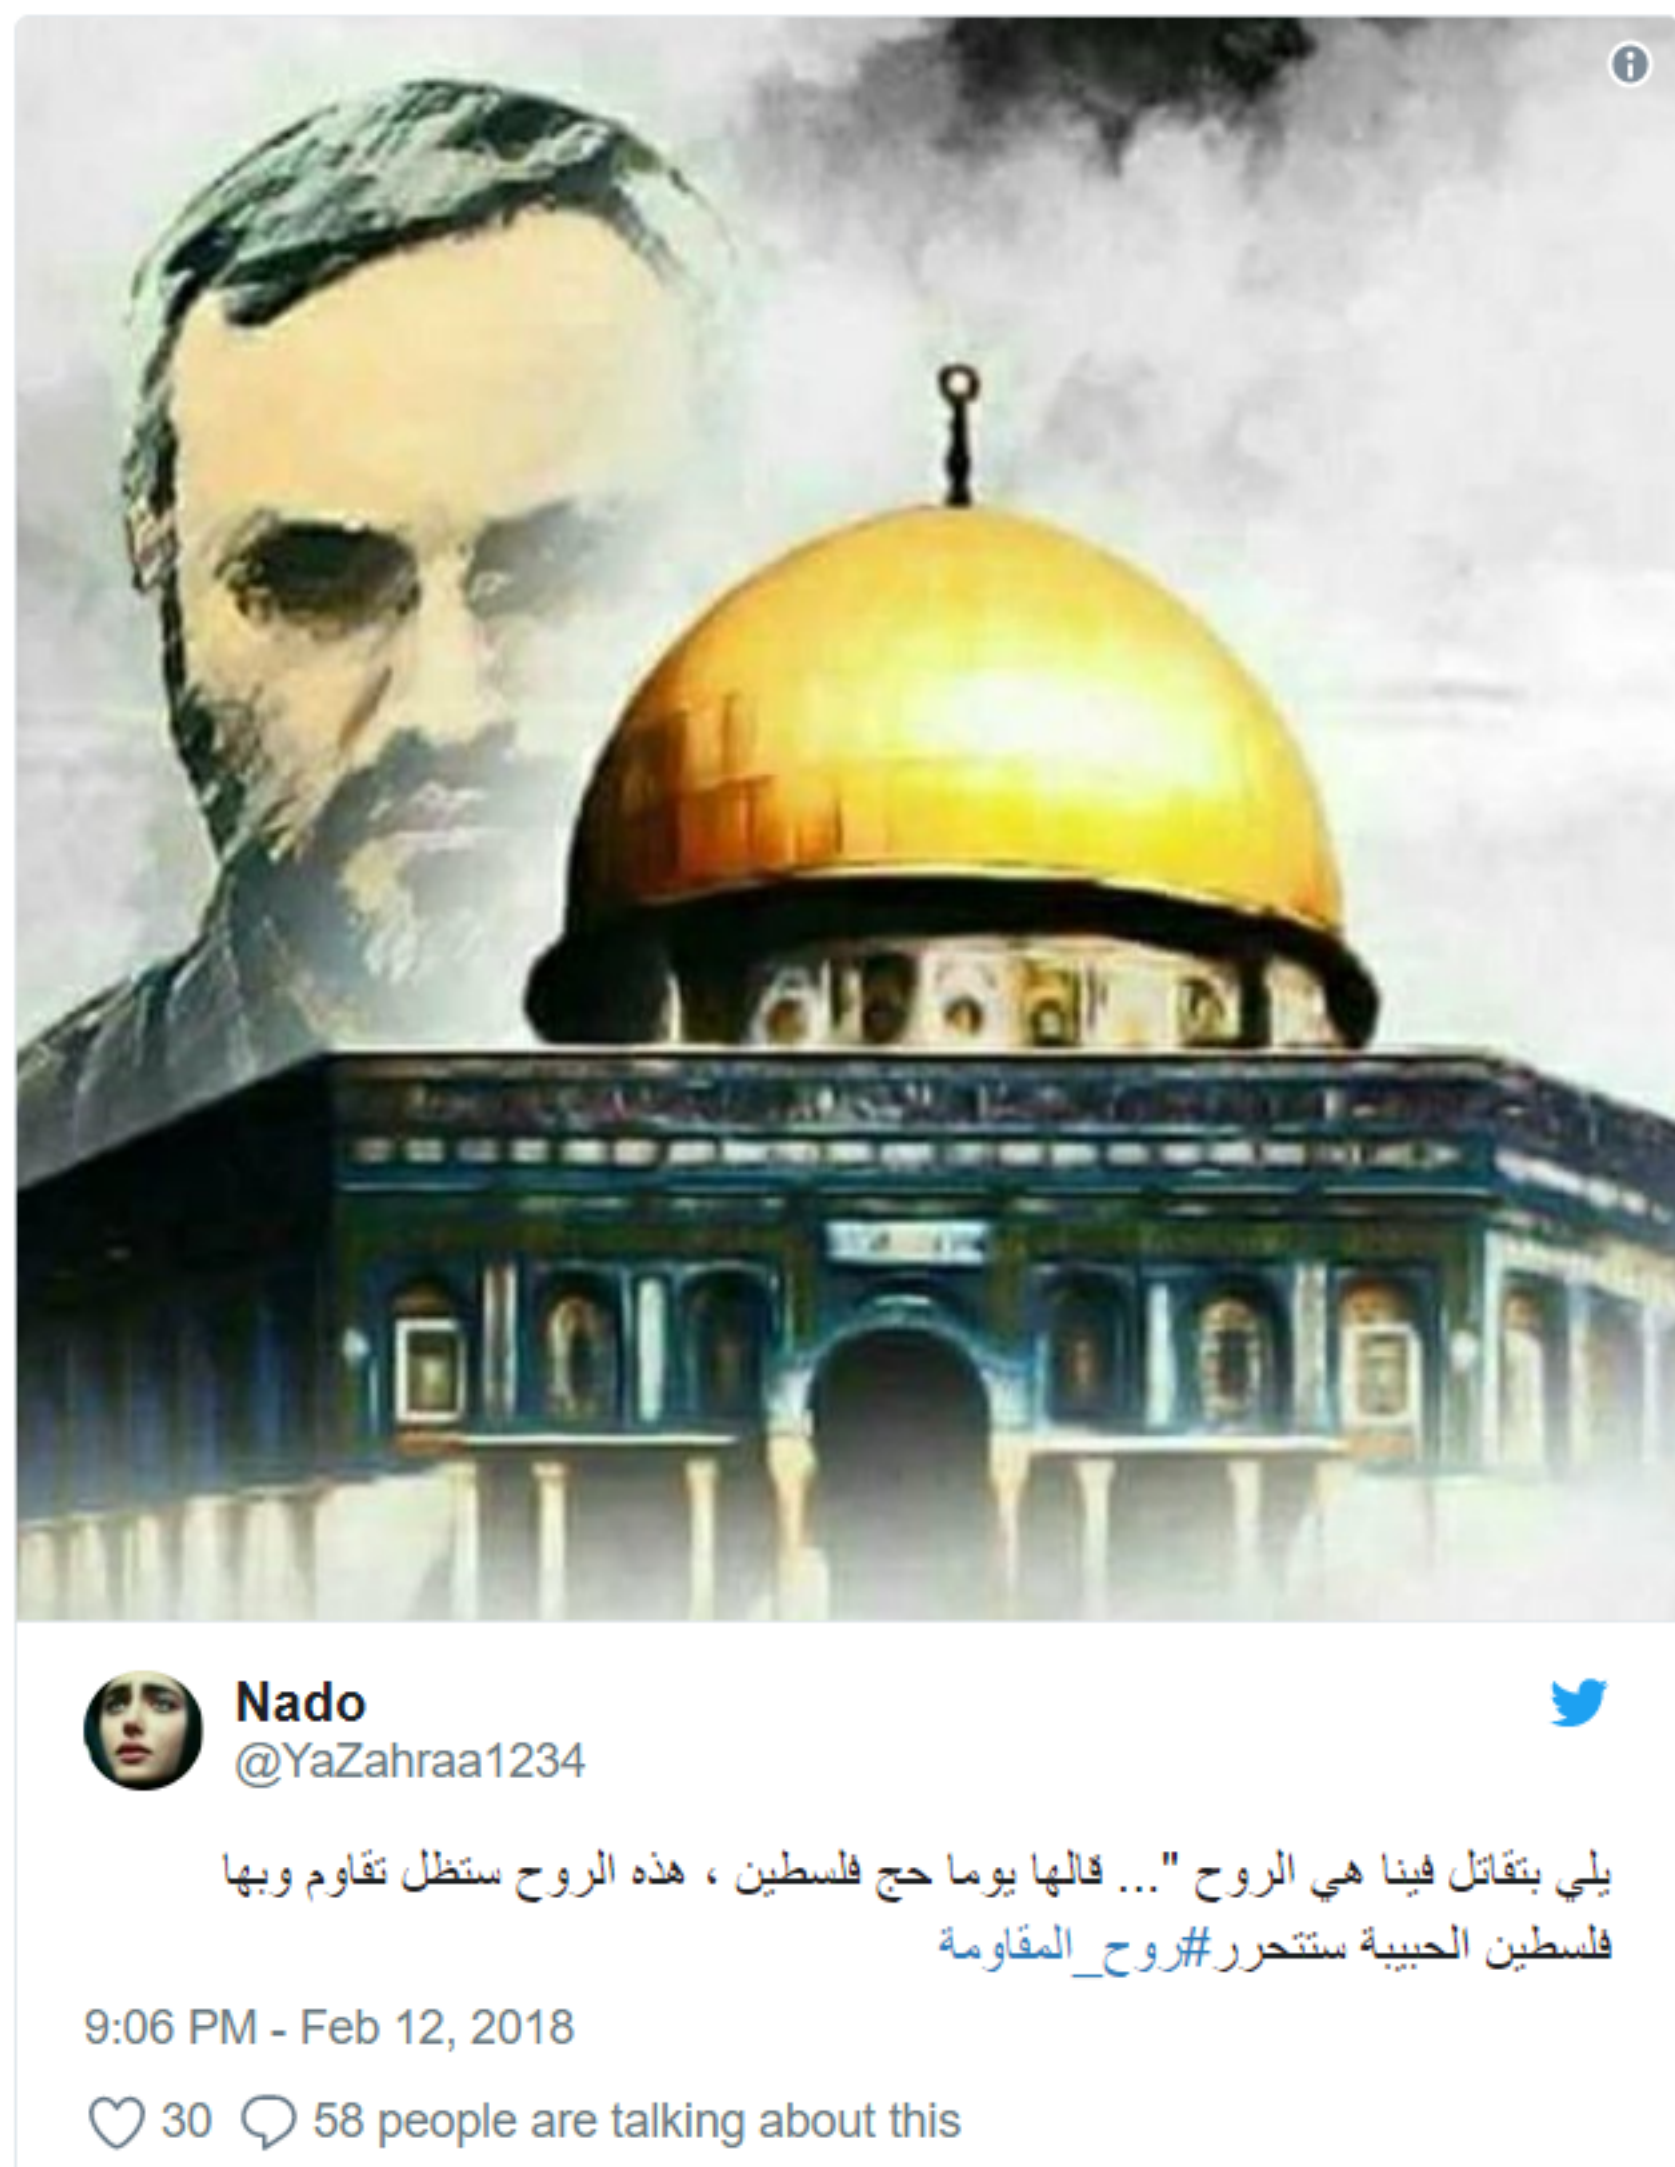 Nado
@YaZahraa1234
يلي بتقاتل فينا هي الروح "... قالها يوما حج فلسطين ، هذه الروح ستظل تقاوم وبها
فلسطين الحبيبة ستتحرر#روح_المقاومة
9:06 PM - Feb 12, 2018
30 58 people are talking about this